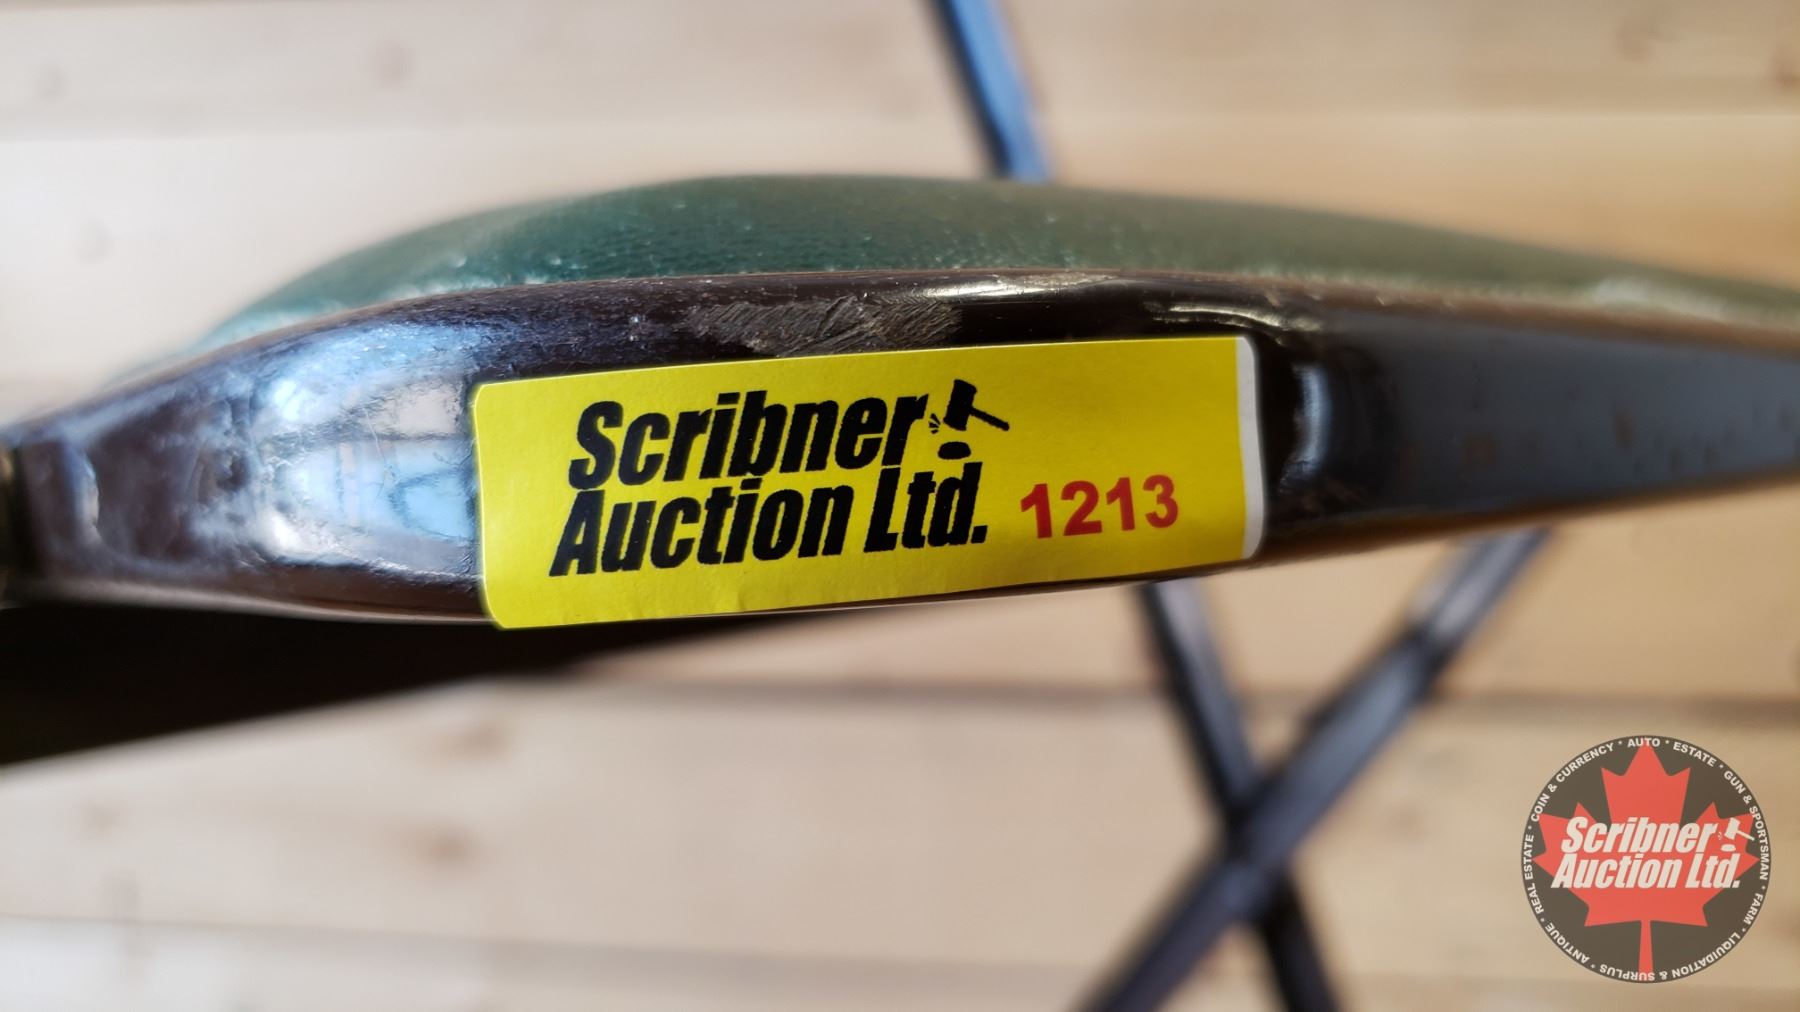 Scribner
Auction Ltd.
1213
COIN & CURRENCY * AUTO * ESTATE * GUN & SPORTSMAN * FARM * LIQUIDATION & SURPLUS * ANTIQUE * REAL ESTATE *
Scribner
Auction Ltd.